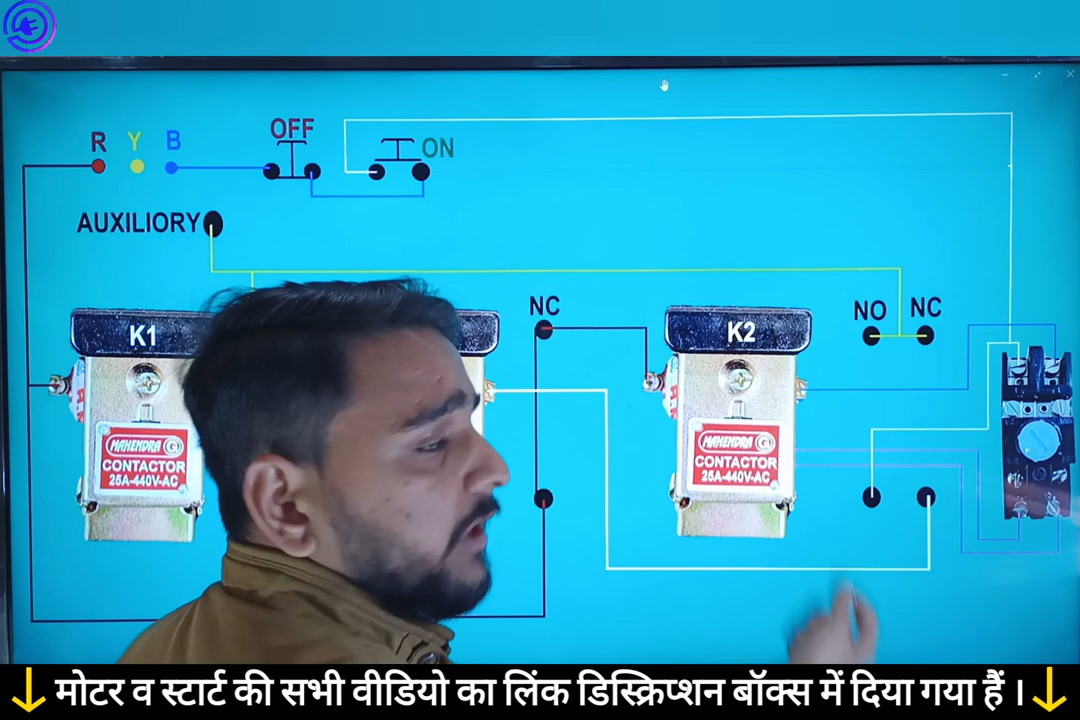 OFF
R Y B
ON
AUXILIORY
NC
NO NC
K1
K2
MAHENDRA G
CONTACTOR
25A-440V-AC
MAHENDRA G
CONTACTOR
25A-440V-AC
मोटर व स्टार्ट की सभी वीडियो का लिंक डिस्क्रिप्शन बॉक्स में दिया गया हैं ।